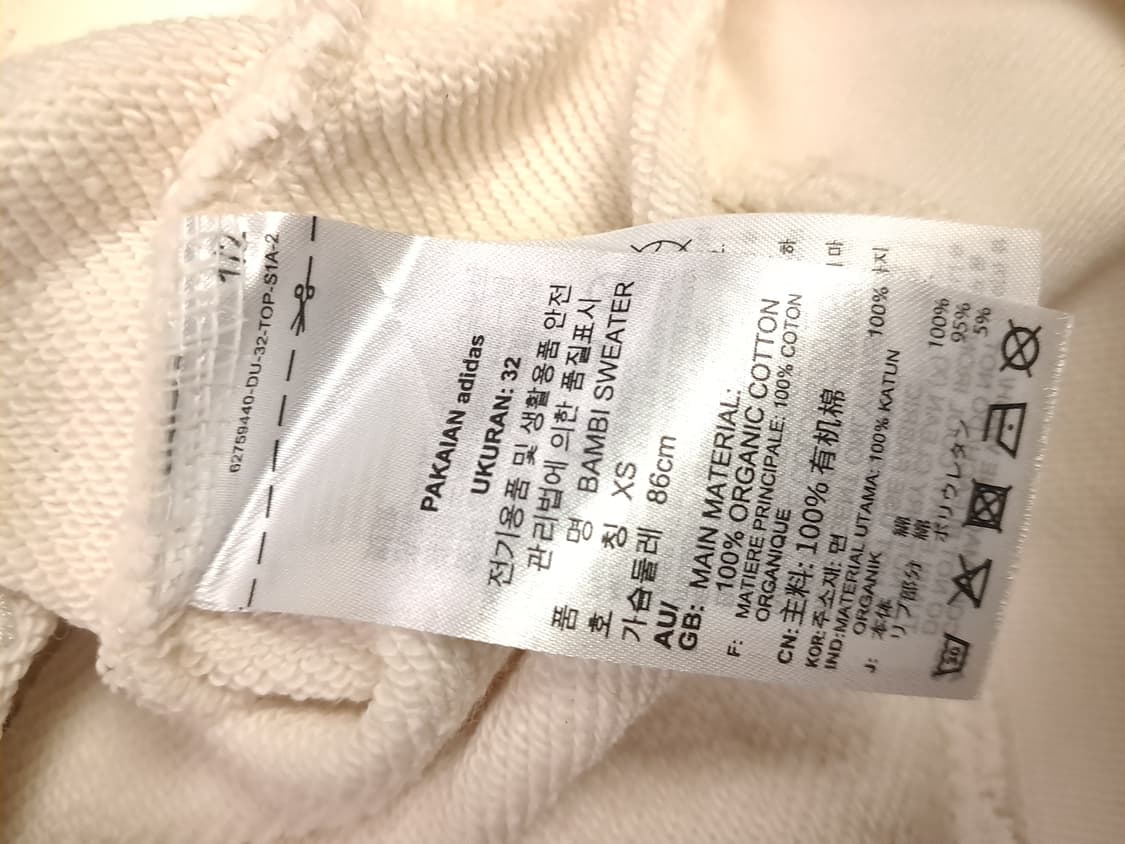 1/2
62759440-DU-32-TOP-S1A-2
PAKAIAN adidas
UKURAN: 32
전기용품 및 생활용품 안전
관리법에 의한 품질표시
품 명 BAMBI SWEATER
호 칭 XS
가슴둘레 86cm
AU/
GB: MAIN MATERIAL:
100% ORGANIC COTTON
F: MATIERE PRINCIPALE: 100% COTON
ORGANIQUE
CN: 主料: 100% 有机棉
KOR: 주소재: 면 100%
IND: MATERIAL UTAMA: 100% KATUN
ORGANIK
J: 本体 綿 100%
リブ部分 綿 95%
ポリウレタン 5%
30